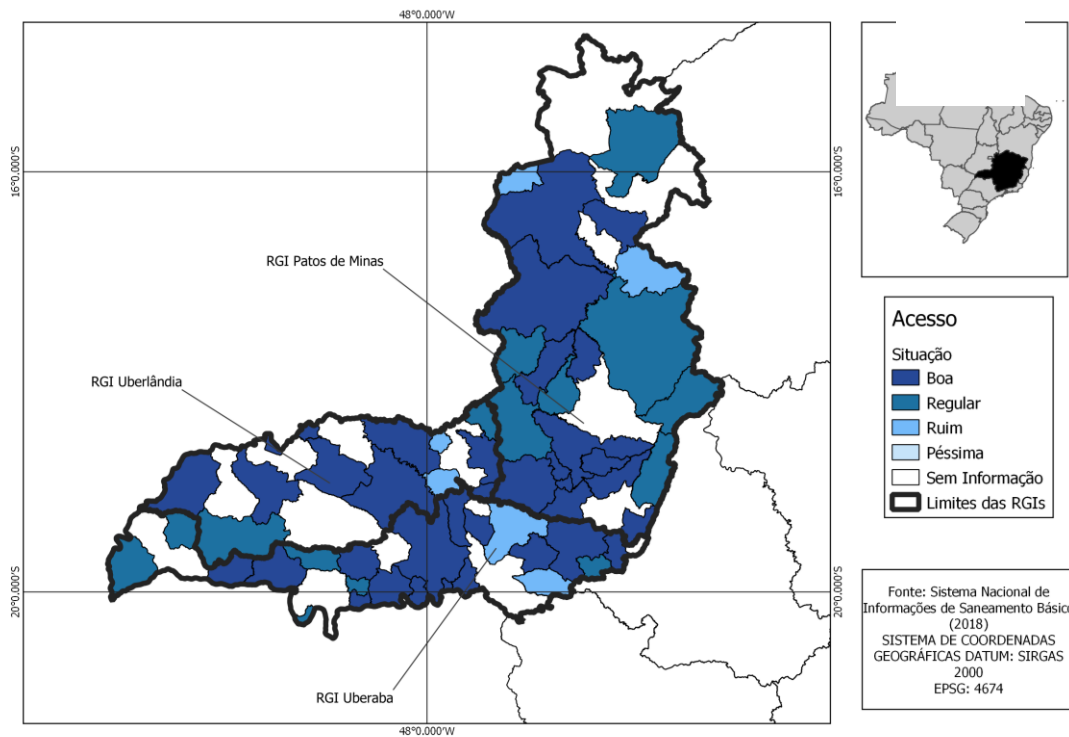 48°0.000'W
16°0.000'S
16°0.000'S
RGI Patos de Minas
RGI Uberlândia
RGI Uberaba
20°0.000'S
20°0.000'S
48°0.000'W
Acesso
Situação
Boa
Regular
Ruim
Péssima
Sem Informação
Limites das RGIs
Fonte: Sistema Nacional de
Informações de Saneamento Básico
(2018)
SISTEMA DE COORDENADAS
GEOGRÁFICAS DATUM: SIRGAS
2000
EPSG: 4674